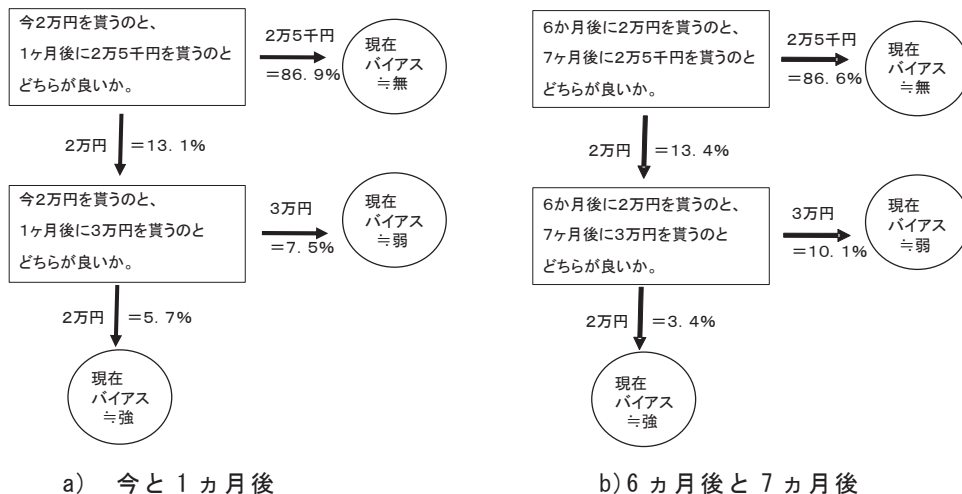 今2万円を貰うのと、
1ヶ月後に2万5千円を貰うのと
どちらが良いか。
2万5千円
＝86.9％
現在
バイアス
≒無
2万円 ＝13.1％
今2万円を貰うのと、
1ヶ月後に3万円を貰うのと
どちらが良いか。
3万円
＝7.5％
現在
バイアス
≒弱
2万円 ＝5.7％
現在
バイアス
≒強
a) 今と1ヵ月後
6か月後に2万円を貰うのと、
7ヶ月後に2万5千円を貰うのと
どちらが良いか。
2万5千円
＝86.6％
現在
バイアス
≒無
2万円 ＝13.4％
6か月後に2万円を貰うのと、
7ヶ月後に3万円を貰うのと
どちらが良いか。
3万円
＝10.1％
現在
バイアス
≒弱
2万円 ＝3.4％
現在
バイアス
≒強
b)6ヵ月後と7ヵ月後